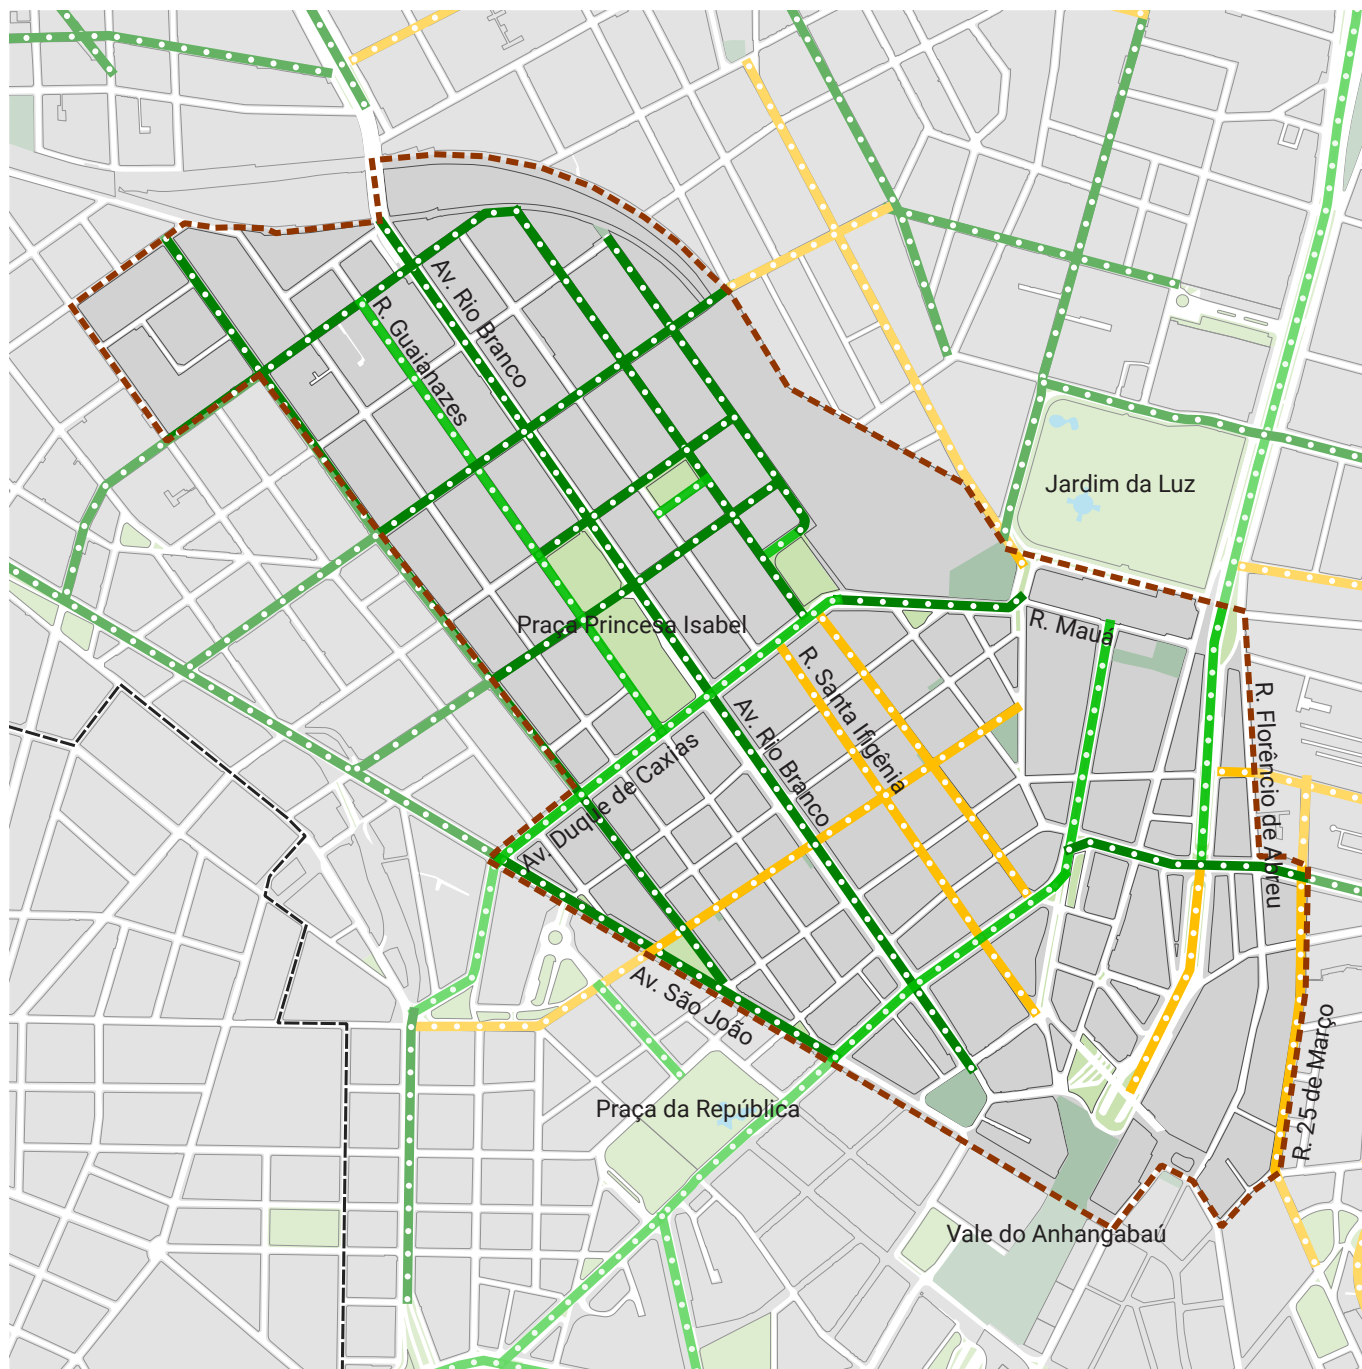 Av. Rio Branco
R. Guaianazes
Jardim da Luz
Praça Princesa Isabel
R. Mauá
R. Santa Ifigênia
R. Florêncio de Abreu
Av. Rio Branco
Av. Duque de Caxias
Av. São João
R. 25 de Março
Praça da República
Vale do Anhangabaú